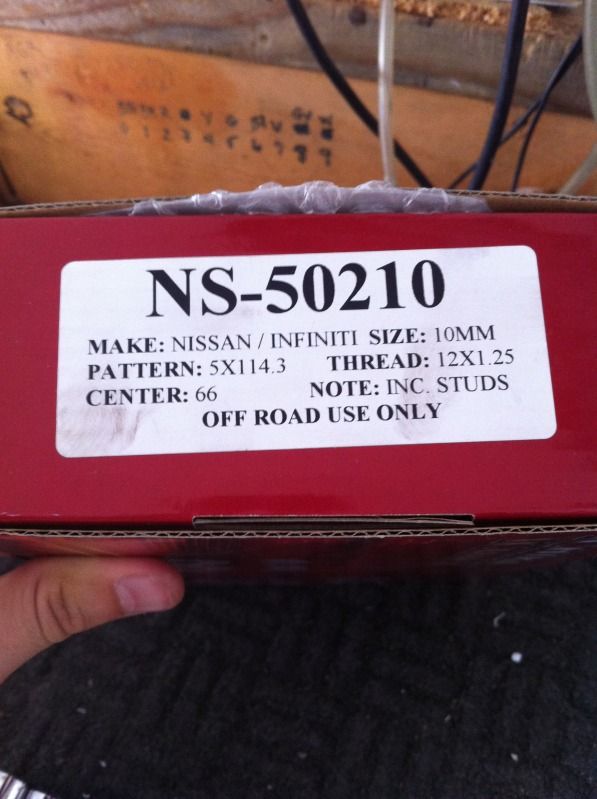 NS-50210
MAKE: NISSAN / INFINITI SIZE: 10MM
PATTERN: 5X114.3 THREAD: 12X1.25
CENTER: 66 NOTE: INC. STUDS
OFF ROAD USE ONLY